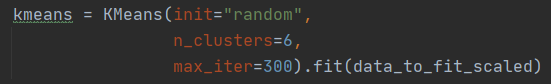 kmeans = KMeans(init="random",
n_clusters=6,
max_iter=300).fit(data_to_fit_scaled)